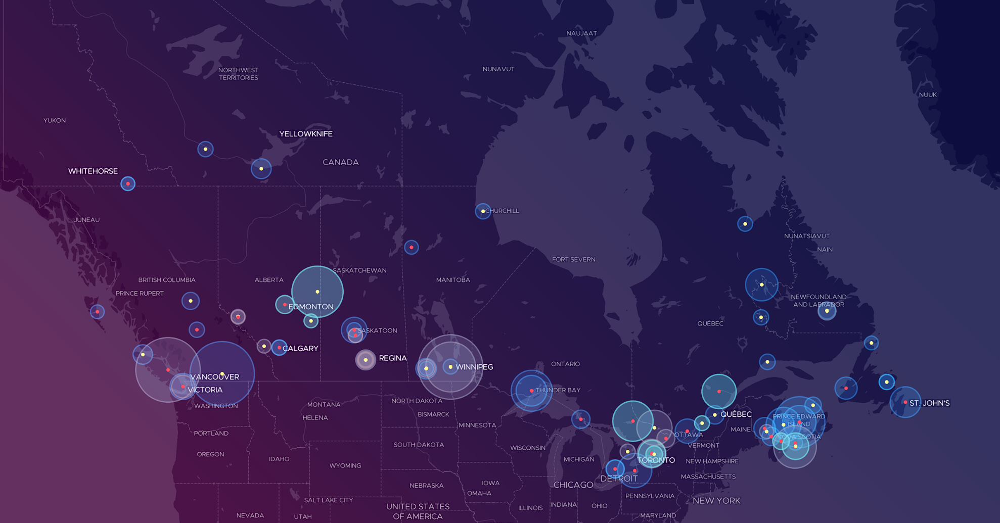 NAUJAAT
NUNAVUT
NORTHWEST
TERRITORIES
NUUK
YUKON
YELLOWKNIFE
CANADA
WHITEHORSE
CHURCHILL
JUNEAU
NUNATSIAVUT
NAIN
FORT SEVERN
SASKATCHEWAN
BRITISH COLUMBIA
ALBERTA
MANITOBA
PRINCE RUPERT
NEWFOUNDLAND
AND LABRADOR
EDMONTON
QUÉBEC
SASKATOON
CALGARY
REGINA
WINNIPEG
ONTARIO
VANCOUVER
VICTORIA
THUNDER BAY
WASHINGTON
MONTANA
NORTH DAKOTA
ST. JOHN'S
HELENA
BISMARCK
QUÉBEC
PRINCE EDWARD
ISLAND
MINNESOTA
MAINE
PORTLAND
OTTAWA
NOVA SCOTIA
SOUTH DAKOTA
WISCONSIN
VERMONT
OREGON
IDAHO
WYOMING
MICHIGAN
TORONTO
NEW HAMPSHIRE
DETROIT
MASSACHUSETTS
NEBRASKA
IOWA
CHICAGO
OMAHA
PENNSYLVANIA
SALT LAKE CITY
NEW YORK
UNITED STATES
OF AMERICA
ILLINOIS
INDIANA
OHIO
NEVADA
UTAH
MARYLAND